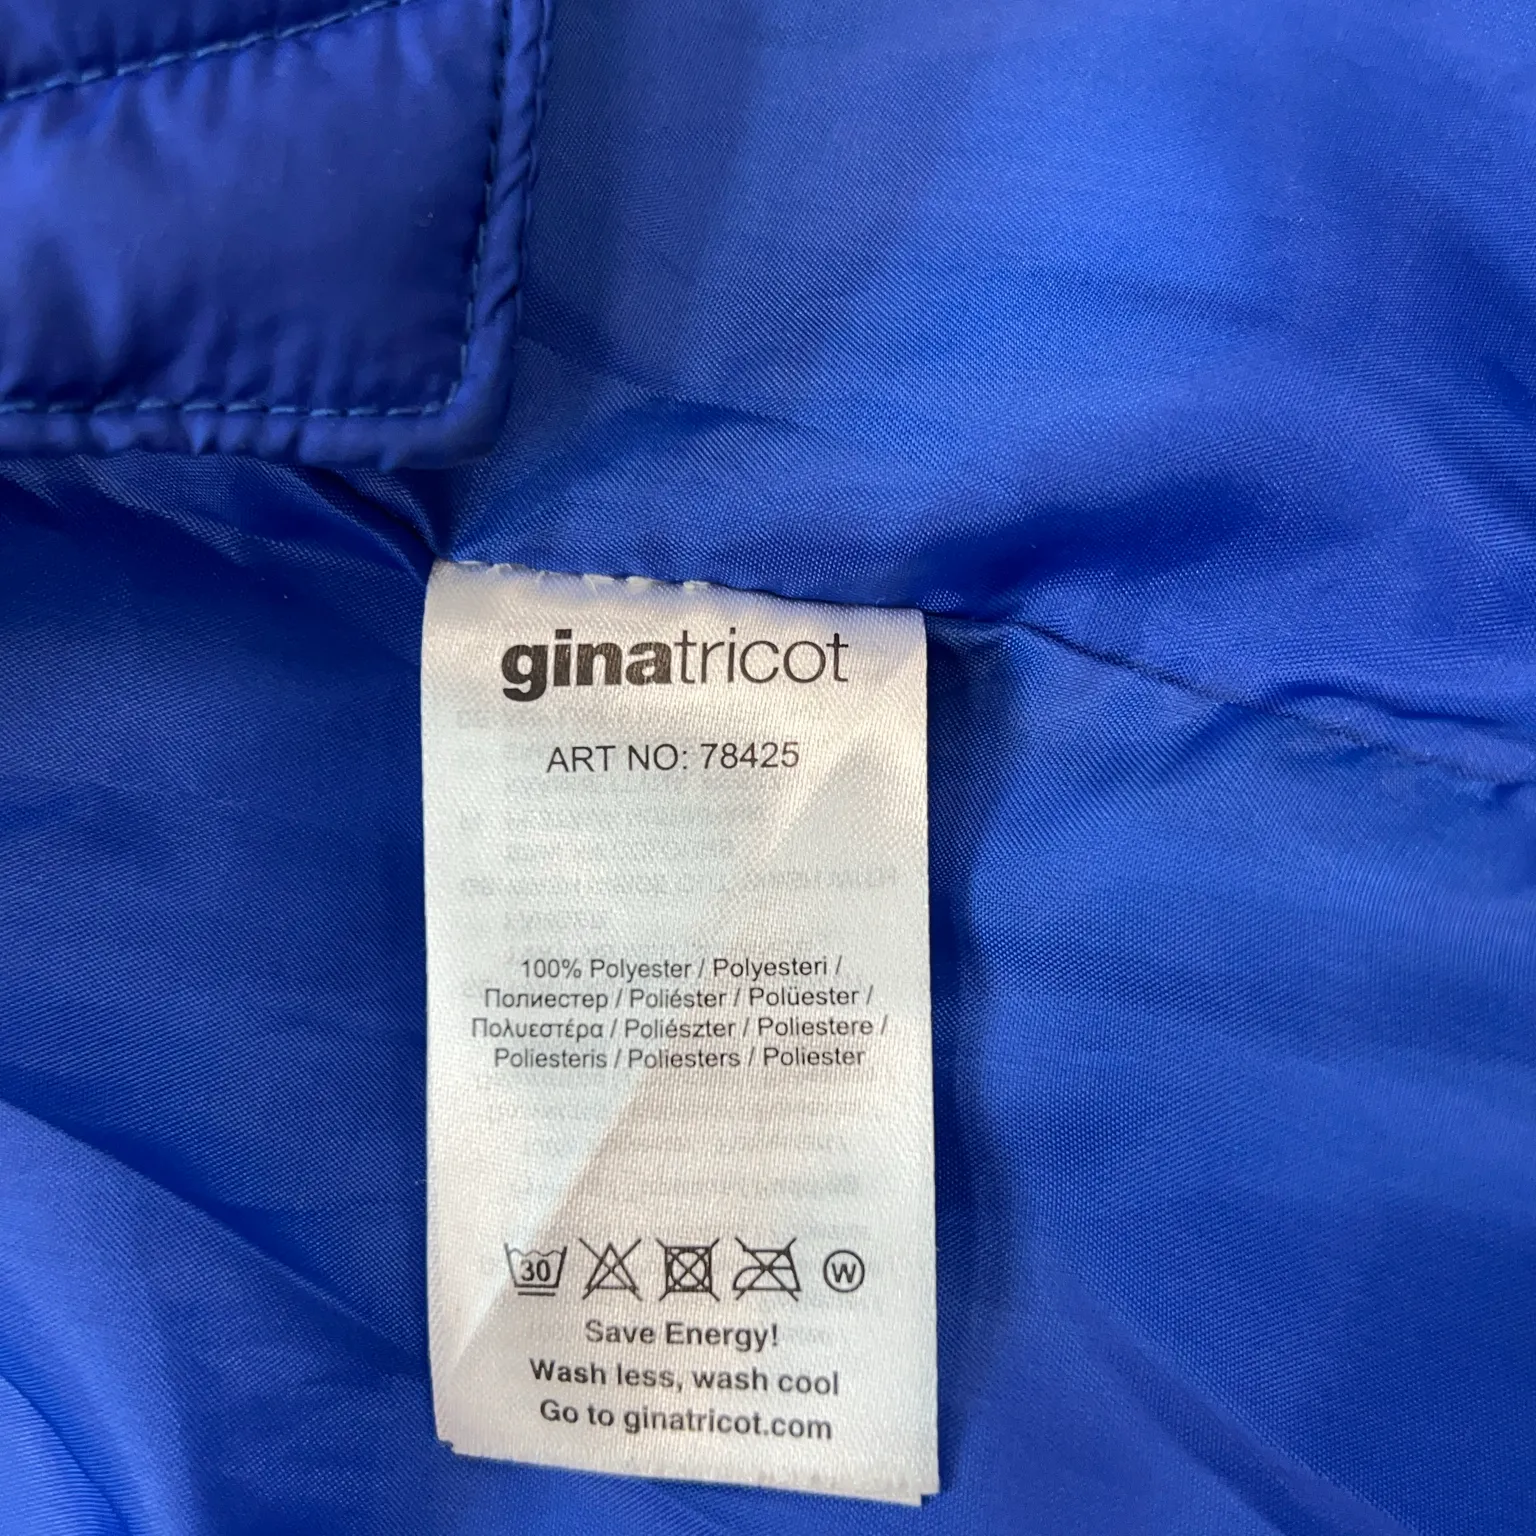 ginatricot
ART NO: 78425
100% Polyester / Polyesteri /
Полиестер / Poliéster / Polüester /
Πολυεστέρα / Poliészter / Poliestere /
Poliesteris / Poliesters / Poliester
30
W
Save Energy!
Wash less, wash cool
Go to ginatricot.com